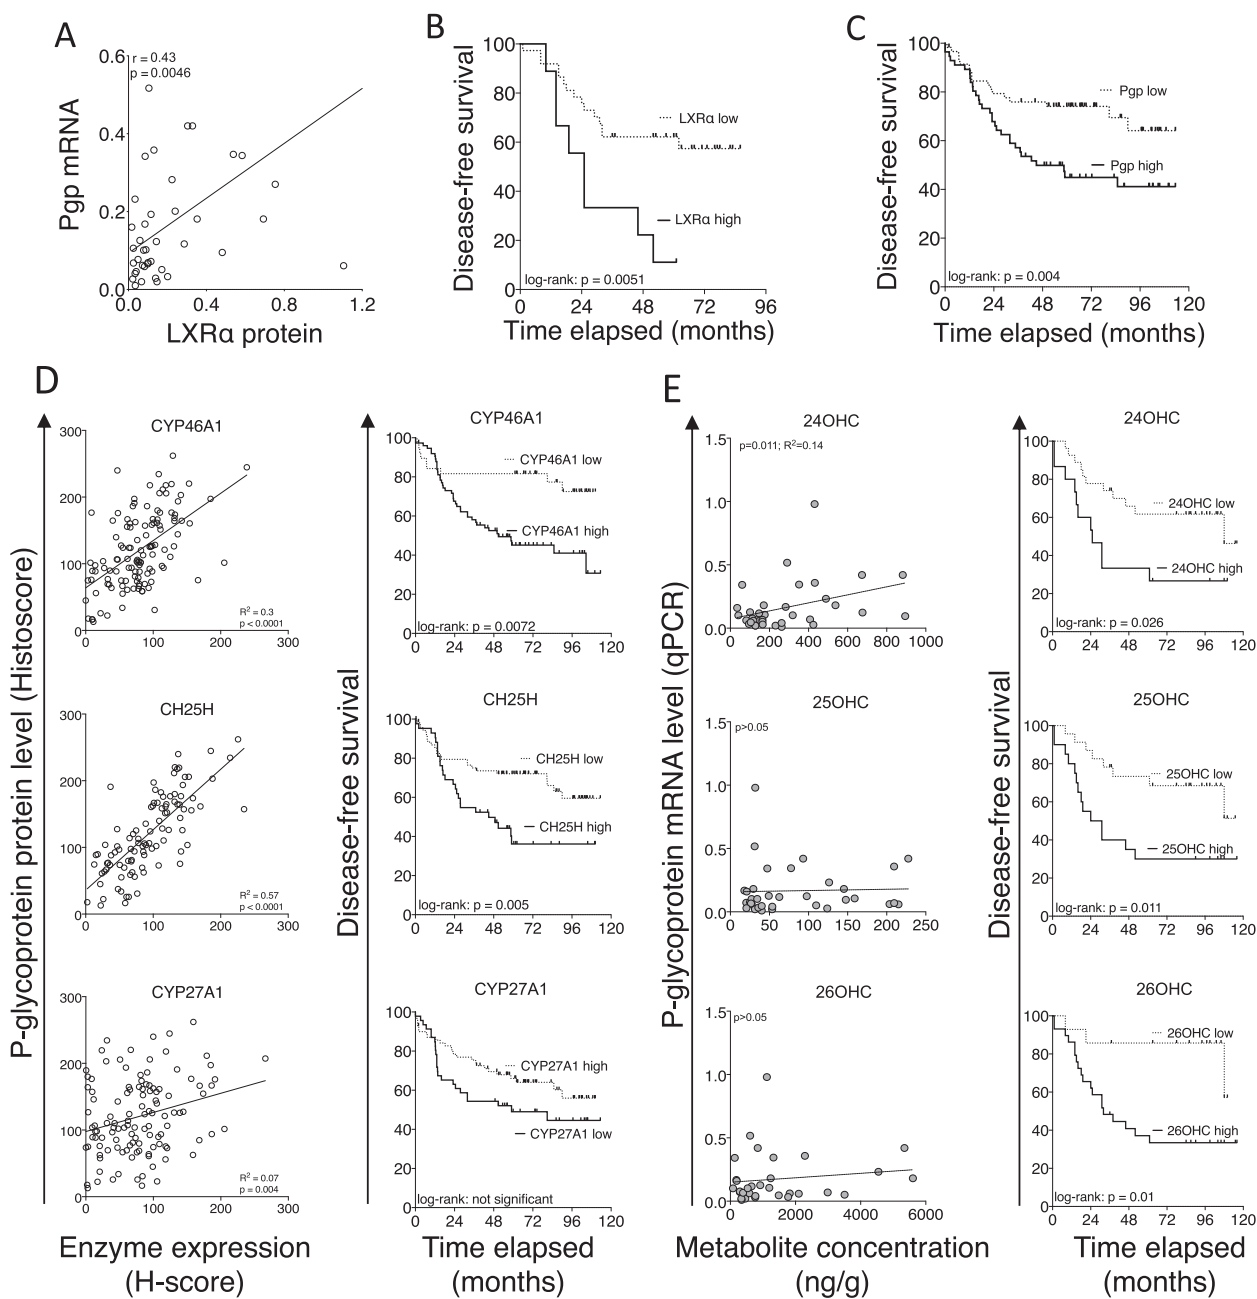 A
r = 0.43
p = 0.0046
0.6
0.4
0.2
0.0
0.0 0.4 0.8 1.2
Pgp mRNA
LXRα protein
B
100
80
60
40
20
0
LXRα low
LXRα high
log-rank: p = 0.0051
0 24 48 72 96
Disease-free survival
Time elapsed (months)
C
100
80
60
40
20
0
Pgp low
Pgp high
log-rank: p = 0.004
0 24 48 72 96 120
Disease-free survival
Time elapsed (months)
D
P-glycoprotein protein level (Histoscore)
CYP46A1
300
200
100
0
R² = 0.3
p < 0.0001
0 100 200 300
CH25H
300
200
100
0
R² = 0.57
p < 0.0001
0 100 200 300
CYP27A1
300
200
100
0
R² = 0.07
p = 0.004
0 100 200 300
Enzyme expression
(H-score)
Disease-free survival
CYP46A1
100
80
60
40
20
0
CYP46A1 low
CYP46A1 high
log-rank: p = 0.0072
0 24 48 72 96 120
CH25H
100
80
60
40
20
0
CH25H low
CH25H high
log-rank: p = 0.005
0 24 48 72 96 120
CYP27A1
100
80
60
40
20
0
CYP27A1 high
CYP27A1 low
log-rank: not significant
0 24 48 72 96 120
Time elapsed
(months)
E
P-glycoprotein mRNA level (qPCR)
24OHC
1.5
1.0
0.5
0.0
p=0.011; R²=0.14
0 200 400 600 800 1000
25OHC
1.5
1.0
0.5
0.0
p>0.05
0 50 100 150 200 250
26OHC
1.5
1.0
0.5
0.0
p>0.05
0 2000 4000 6000
Metabolite concentration
(ng/g)
Disease-free survival
24OHC
100
80
60
40
20
0
24OHC low
24OHC high
log-rank: p = 0.026
0 24 48 72 96 120
25OHC
100
80
60
40
20
0
25OHC low
25OHC high
log-rank: p = 0.011
0 24 48 72 96 120
26OHC
100
80
60
40
20
0
26OHC low
26OHC high
log-rank: p = 0.01
0 24 48 72 96 120
Time elapsed
(months)